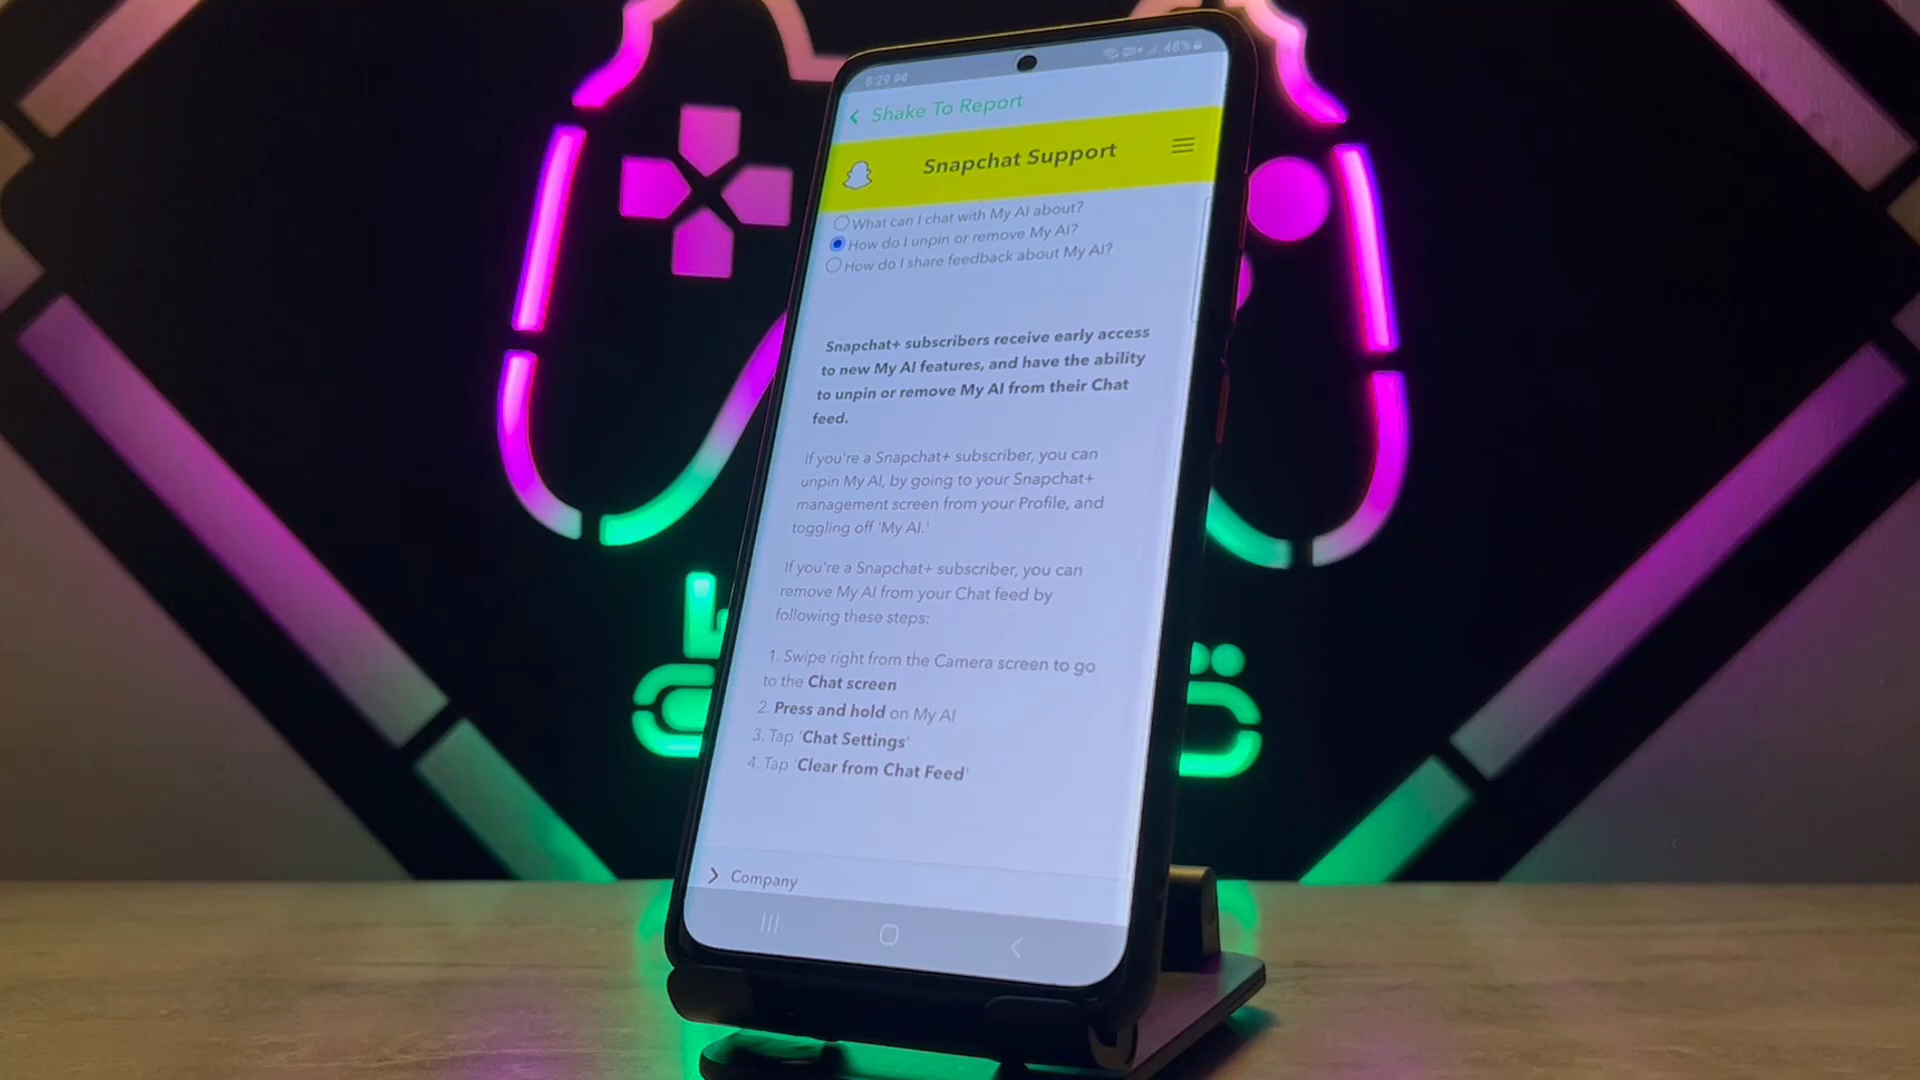 6:29
48%
Shake To Report
Snapchat Support
What can I chat with My AI about?
How do I unpin or remove My AI?
How do I share feedback about My AI?
Snapchat+ subscribers receive early access
to new My AI features, and have the ability
to unpin or remove My AI from their Chat
feed.
If you're a Snapchat+ subscriber, you can
unpin My AI, by going to your Snapchat+
management screen from your Profile, and
toggling off 'My AI.'
If you're a Snapchat+ subscriber, you can
remove My AI from your Chat feed by
following these steps:
1. Swipe right from the Camera screen to go
to the Chat screen
2. Press and hold on My AI
3. Tap 'Chat Settings'
4. Tap 'Clear from Chat Feed'
Company